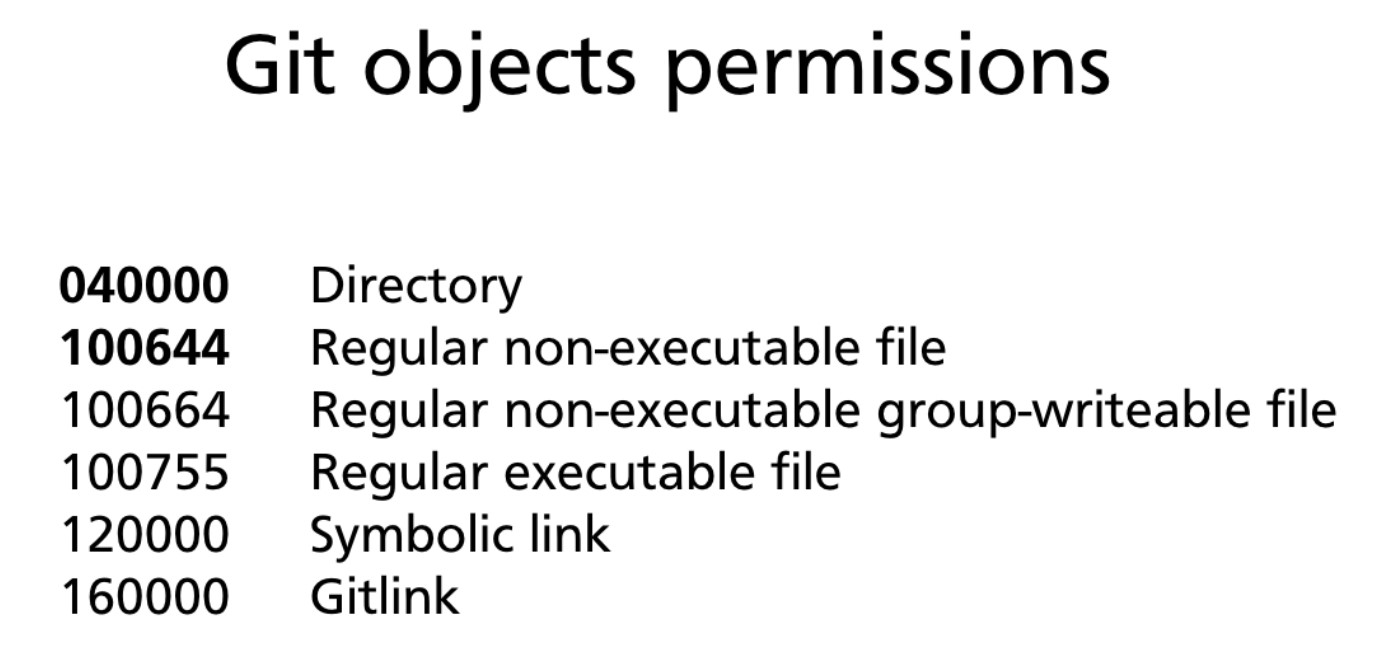 Git objects permissions
040000 Directory
100644 Regular non-executable file
100664 Regular non-executable group-writeable file
100755 Regular executable file
120000 Symbolic link
160000 Gitlink